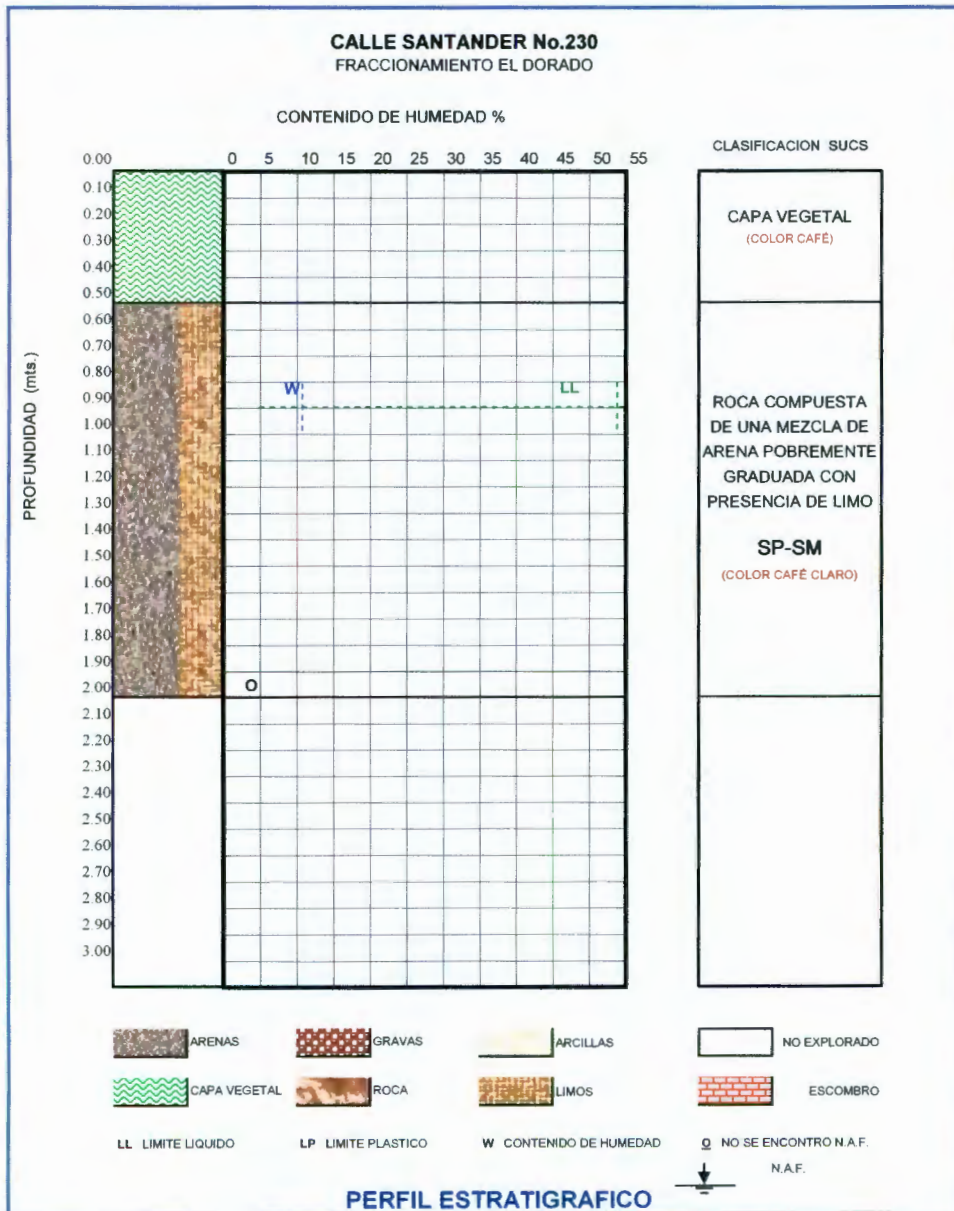 CALLE SANTANDER No.230
FRACCIONAMIENTO EL DORADO
CONTENIDO DE HUMEDAD %
CLASIFICACION SUCS
0 5 10 15 20 25 30 35 40 45 50 55
PROFUNDIDAD (mts.)
0.00
0.10
0.20
0.30
0.40
0.50
0.60
0.70
0.80
0.90
1.00
1.10
1.20
1.30
1.40
1.50
1.60
1.70
1.80
1.90
2.00
2.10
2.20
2.30
2.40
2.50
2.60
2.70
2.80
2.90
3.00
W
LL
O
CAPA VEGETAL
(COLOR CAFÉ)
ROCA COMPUESTA
DE UNA MEZCLA DE
ARENA POBREMENTE
GRADUADA CON
PRESENCIA DE LIMO
SP-SM
(COLOR CAFÉ CLARO)
ARENAS
GRAVAS
ARCILLAS
NO EXPLORADO
CAPA VEGETAL
ROCA
LIMOS
ESCOMBRO
LL LIMITE LIQUIDO
LP LIMITE PLASTICO
W CONTENIDO DE HUMEDAD
O NO SE ENCONTRO N.A.F.
N.A.F.
PERFIL ESTRATIGRAFICO